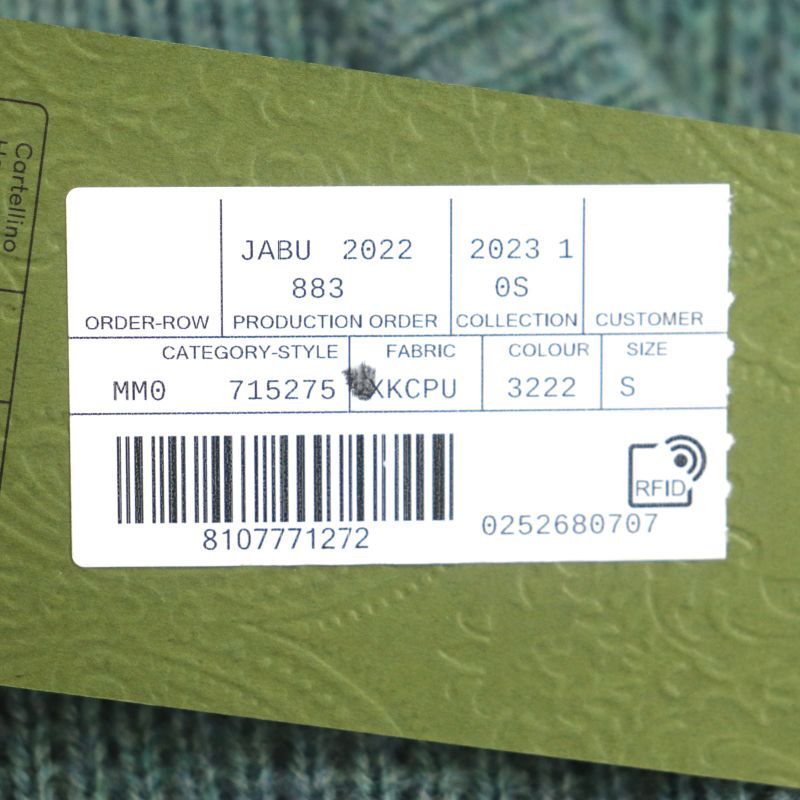 Cartellino
JABU 2022
883
2023 1
0S
ORDER-ROW
PRODUCTION ORDER
COLLECTION
CUSTOMER
CATEGORY-STYLE
FABRIC
COLOUR
SIZE
MM0 715275
3222
S
RFID
8107771272
0252680707